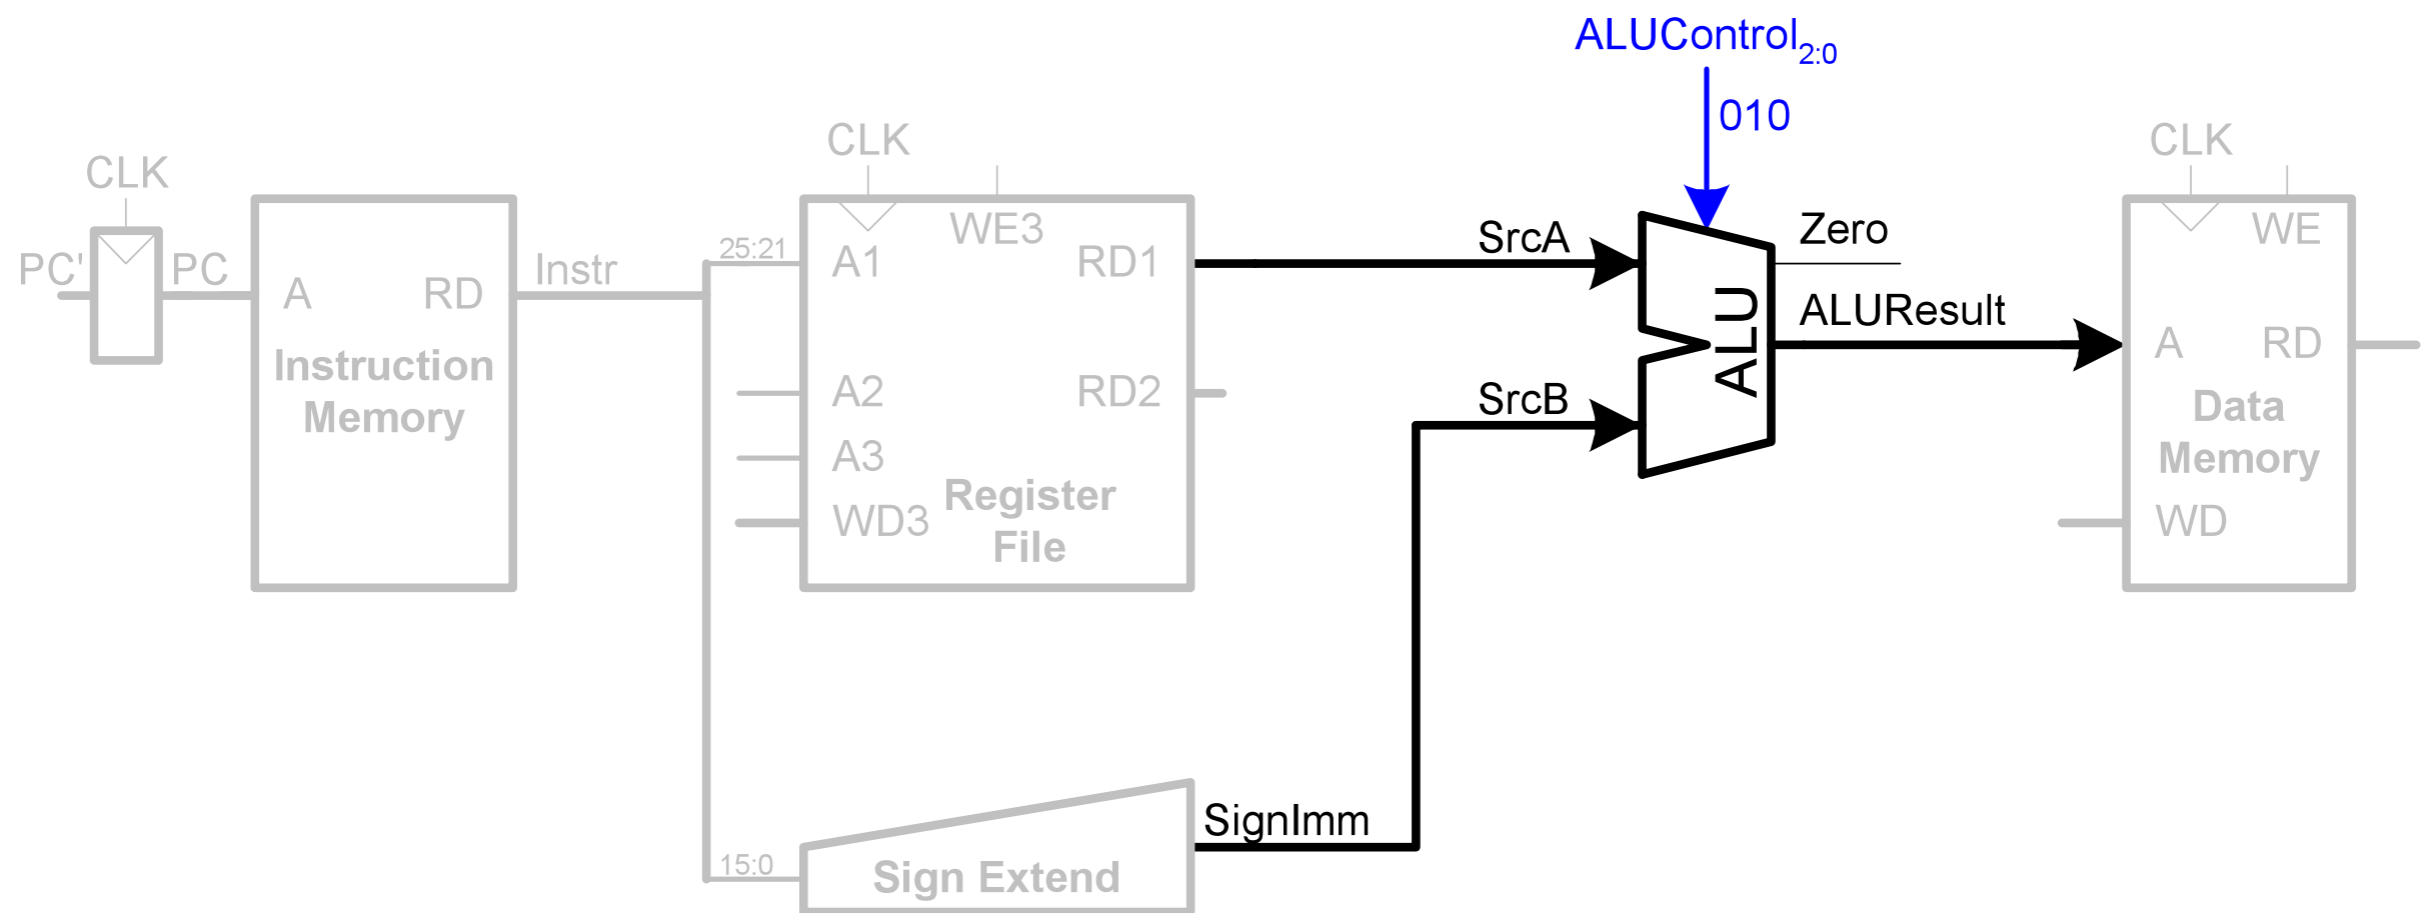 ALUControl2:0
010
CLK
CLK
CLK
PC'
PC
A
RD
Instruction
Memory
Instr
25:21
A1
WE3
RD1
A2
RD2
A3
WD3
Register
File
SrcA
SrcB
ALU
Zero
ALUResult
WE
A
RD
Data
Memory
WD
SignImm
15:0
Sign Extend